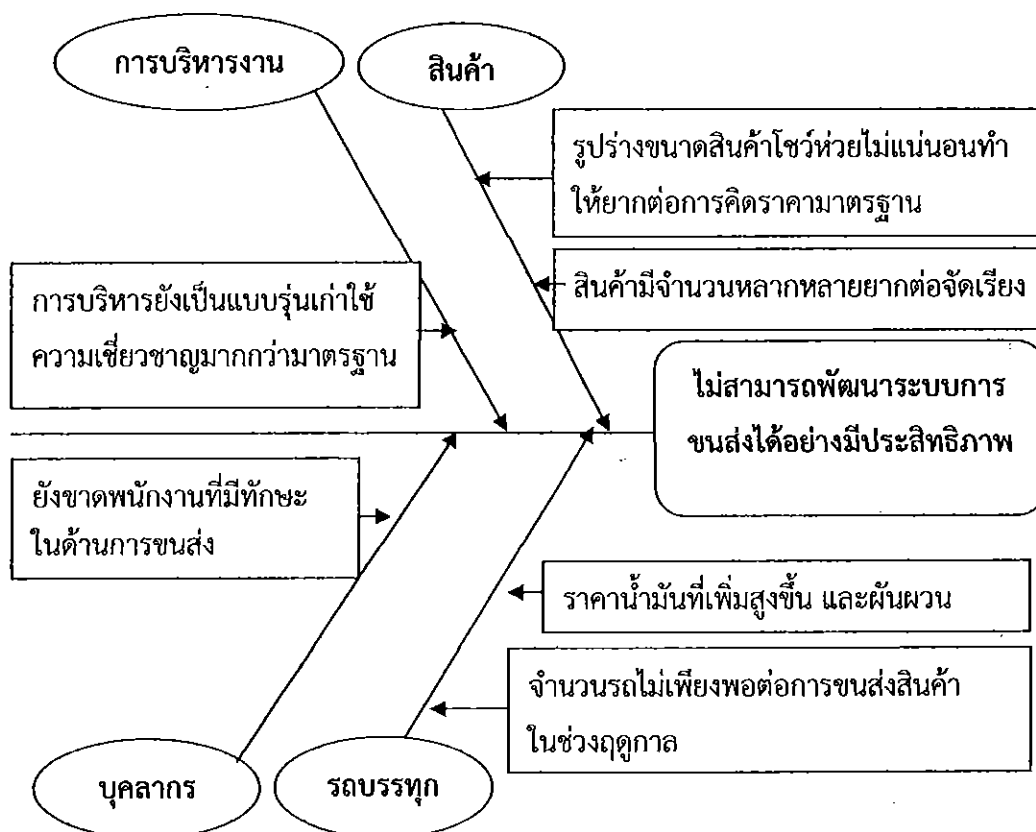 การบริหารงาน
สินค้า
รูปร่างขนาดสินค้าโชว์ห่วยไม่แน่นอนทำ
ให้ยากต่อการคิดราคามาตรฐาน
สินค้ามีจำนวนหลากหลายยากต่อจัดเรียง
การบริหารยังเป็นแบบรุ่นเก่าใช้
ความเชี่ยวชาญมากกว่ามาตรฐาน
ไม่สามารถพัฒนาระบบการ
ขนส่งได้อย่างมีประสิทธิภาพ
ยังขาดพนักงานที่มีทักษะ
ในด้านการขนส่ง
ราคาน้ำมันที่เพิ่มสูงขึ้น และผันผวน
จำนวนรถไม่เพียงพอต่อการขนส่งสินค้า
ในช่วงฤดูกาล
บุคลากร
รถบรรทุก